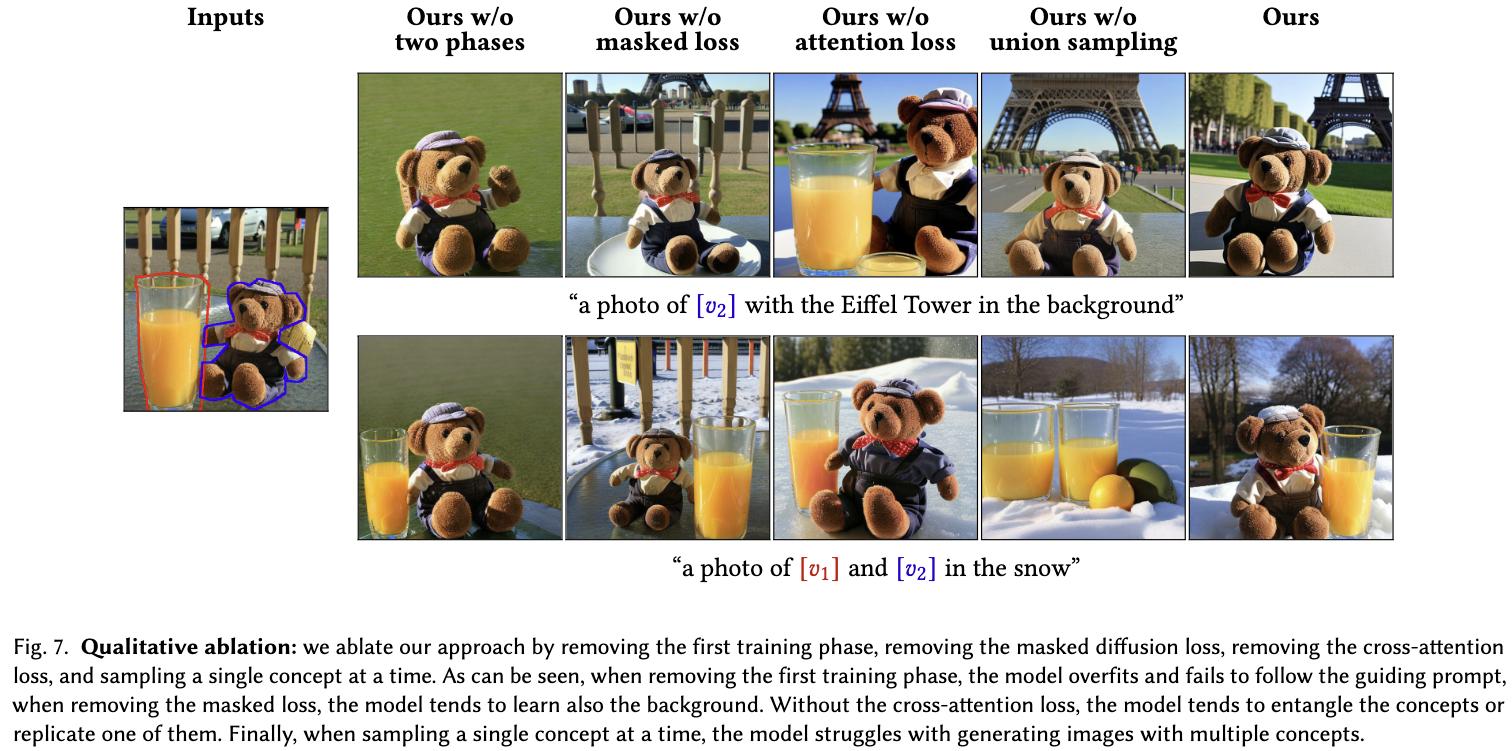 Inputs
Ours w/o
two phases
Ours w/o
masked loss
Ours w/o
attention loss
Ours w/o
union sampling
Ours
“a photo of [v₂] with the Eiffel Tower in the background”
“a photo of [v₁] and [v₂] in the snow”
Fig. 7. Qualitative ablation: we ablate our approach by removing the first training phase, removing the masked diffusion loss, removing the cross-attention
loss, and sampling a single concept at a time. As can be seen, when removing the first training phase, the model overfits and fails to follow the guiding prompt,
when removing the masked loss, the model tends to learn also the background. Without the cross-attention loss, the model tends to entangle the concepts or
replicate one of them. Finally, when sampling a single concept at a time, the model struggles with generating images with multiple concepts.